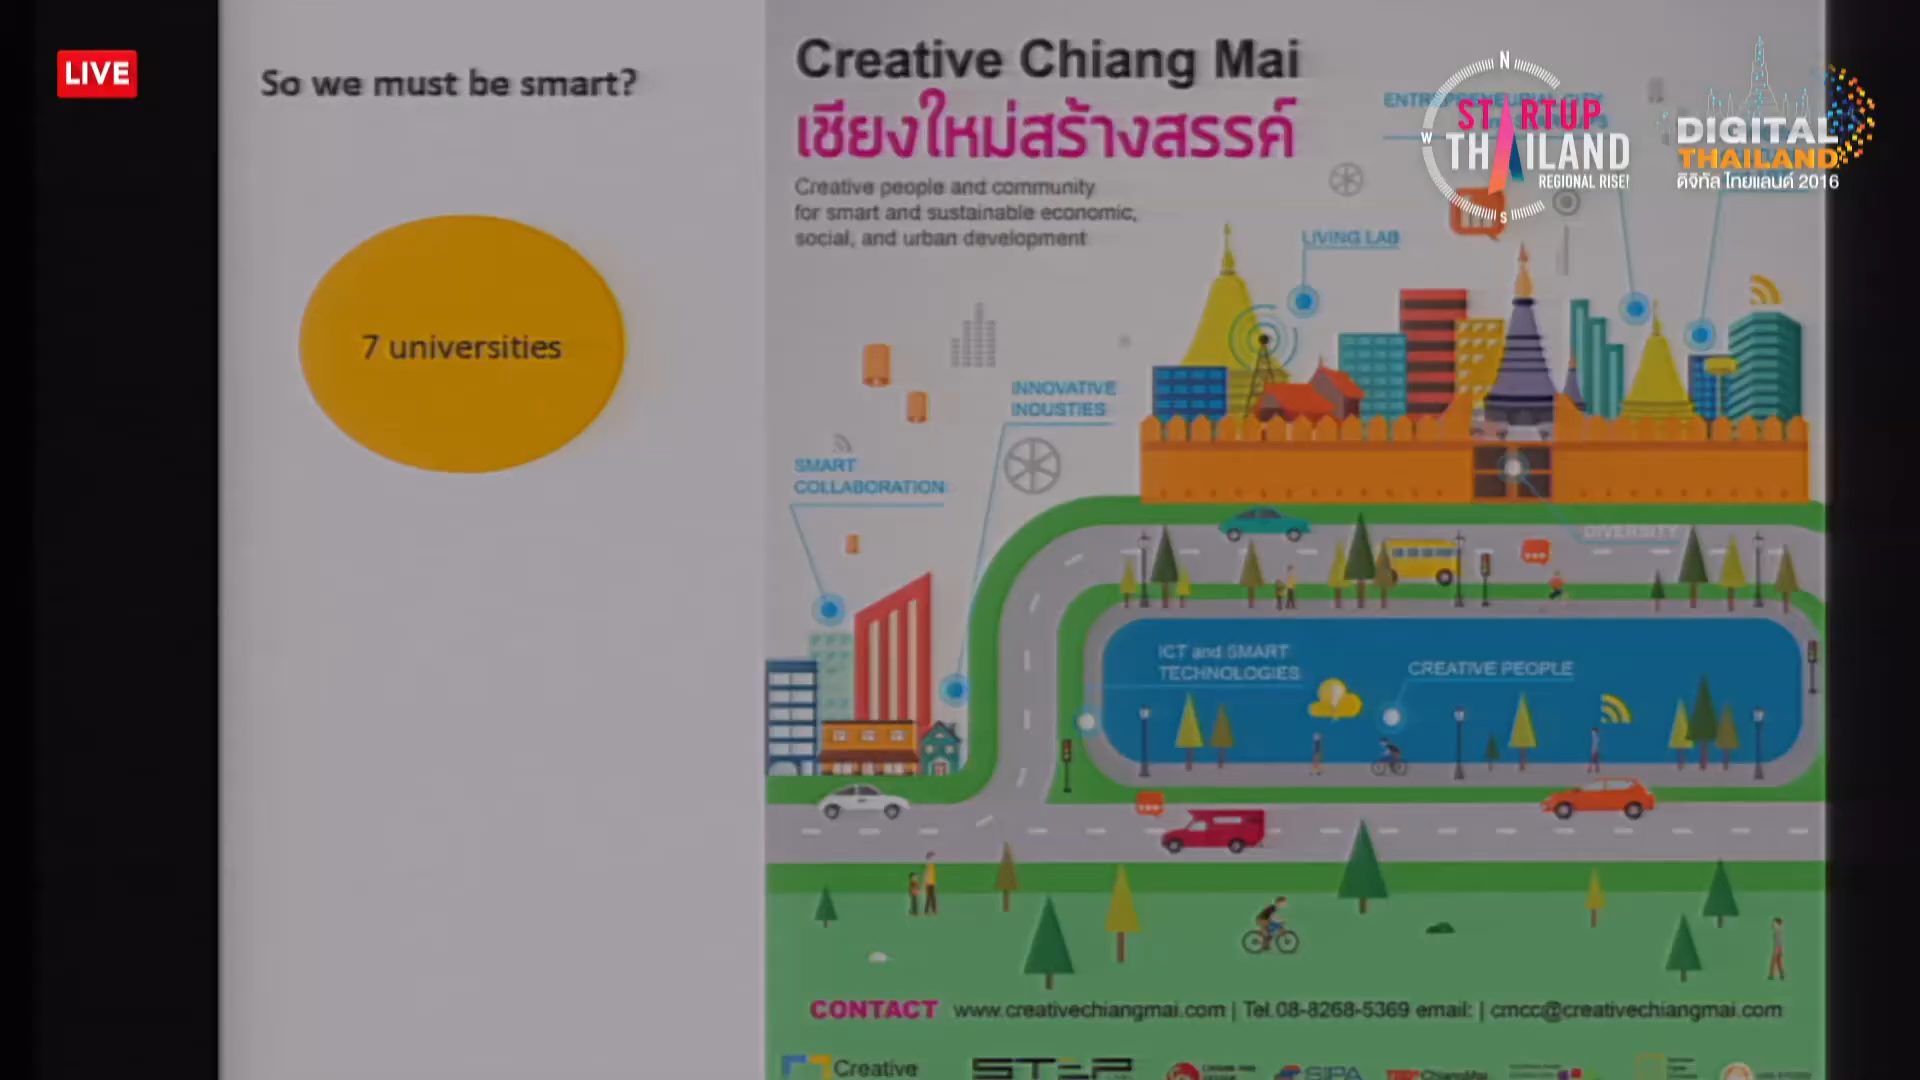 LIVE
So we must be smart?
7 universities
Creative Chiang Mai
เชียงใหม่สร้างสรรค์
Creative people and community
for smart and sustainable economic,
social, and urban development
ENTREPRENEURIAL CITY
N
W
S
STARTUP
THAILAND
REGIONAL RISE!
DIGITAL
THAILAND
ดิจิทัล ไทยแลนด์ 2016
LIVING LAB
INNOVATIVE
INDUSTIES
SMART
COLLABORATION
DIVERSITY
ICT and SMART
TECHNOLOGIES
CREATIVE PEOPLE
CONTACT www.creativechiangmai.com | Tel.08-8268-5369 email: | cmcc@creativechiangmai.com
Creative
STEP
SIPA